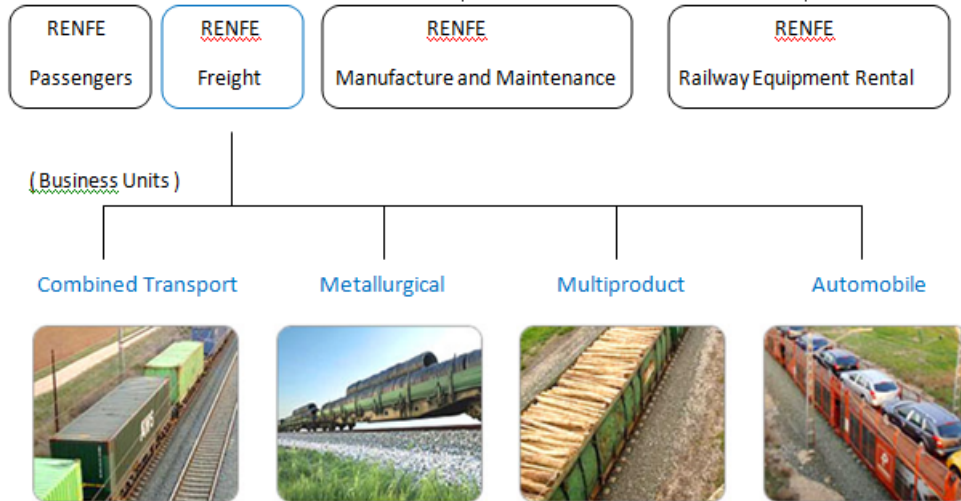 RENFE
Passengers
RENFE
Freight
RENFE
Manufacture and Maintenance
RENFE
Railway Equipment Rental
( Business Units )
Combined Transport
Metallurgical
Multiproduct
Automobile